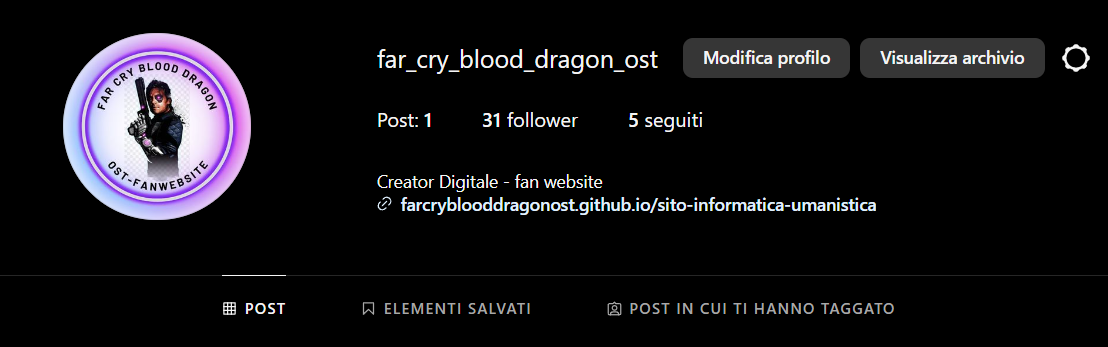 FAR CRY BLOOD DRAGON
OST-FANWEBSITE
far_cry_blood_dragon_ost Modifica profilo Visualizza archivio
Post: 1 31 follower 5 seguiti
Creator Digitale - fan website
farcryblooddragonost.github.io/sito-informatica-umanistica
POST ELEMENTI SALVATI POST IN CUI TI HANNO TAGGATO